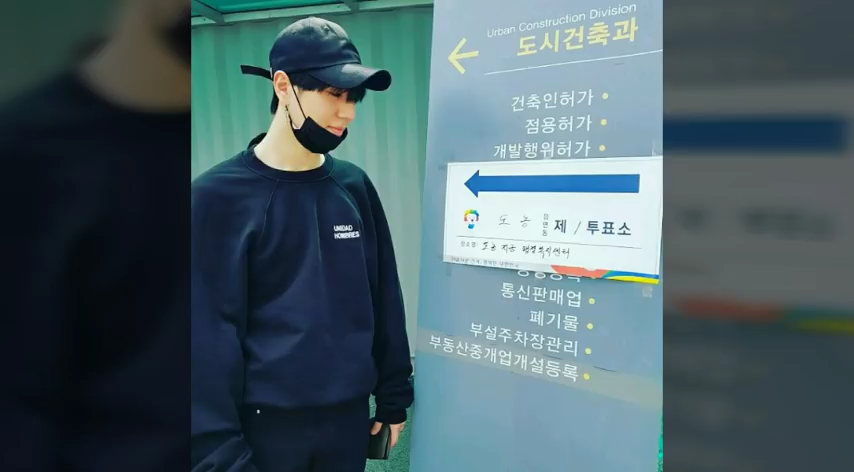 Urban Construction Division
도시건축과
건축인허가
점용허가
개발행위허가
도농 제 / 투표소
UNIDAD
HOMBRES
통신판매업
폐기물
부설주차장관리
부동산중개업개설등록